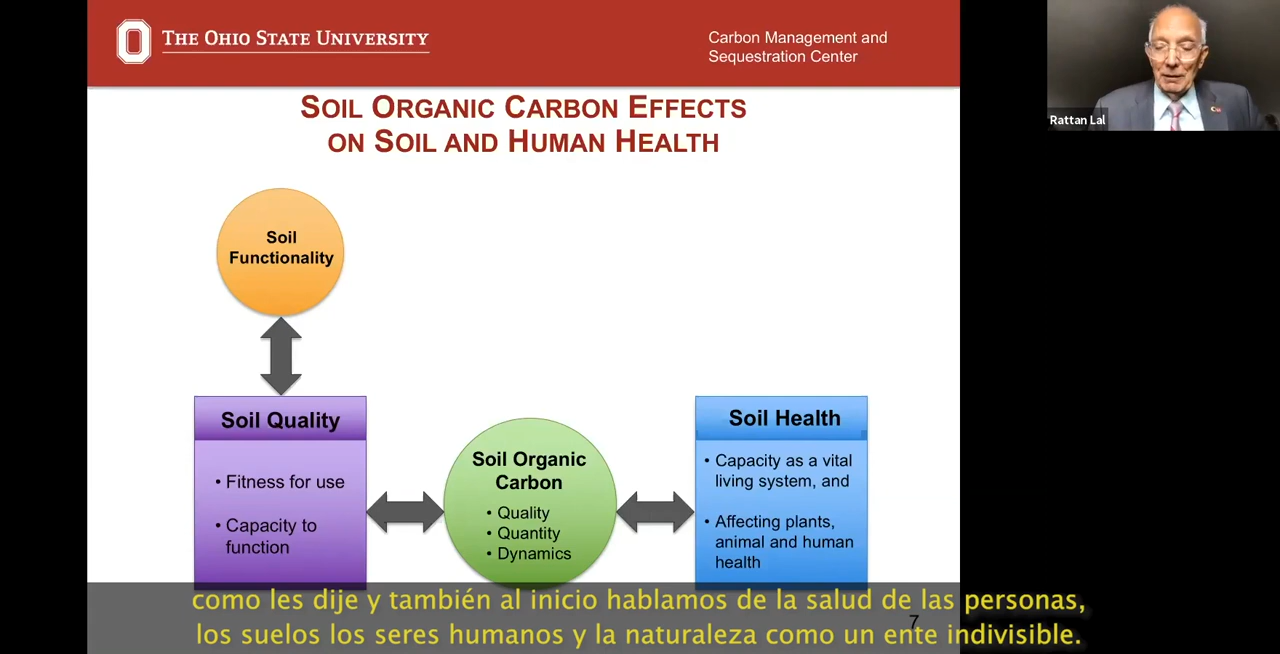 THE OHIO STATE UNIVERSITY
Carbon Management and
Sequestration Center
Rattan Lal
SOIL ORGANIC CARBON EFFECTS
ON SOIL AND HUMAN HEALTH
Soil
Functionality
Soil Quality
• Fitness for use
• Capacity to
function
Soil Organic
Carbon
• Quality
• Quantity
• Dynamics
Soil Health
• Capacity as a vital
living system, and
• Affecting plants,
animal and human
health
7
como les dije y también al inicio hablamos de la salud de las personas,
los suelos los seres humanos y la naturaleza como un ente indivisible.